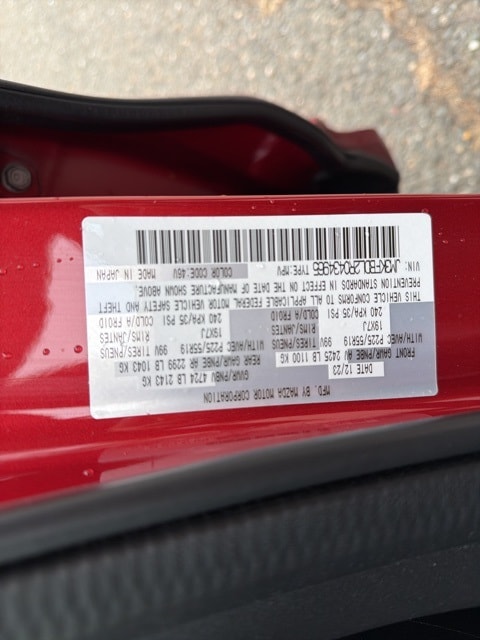 MFD. BY MAZDA MOTOR CORPORATION
DATE 12/23
GVWR/PNBV 4724 LB 2143 KG
FRONT GAWR/PNBE AV 2425 LB 1100 KG
REAR GAWR/PNBE AR 2299 LB 1043 KG
WITH/AVEC P225/55R19 TIRES/PNEUS 99V
WITH/AVEC P225/55R19 TIRES/PNEUS 99V
19X7J RIMS/JANTES
19X7J RIMS/JANTES
240 KPA/35 PSI COLD/A FROID
240 KPA/35 PSI COLD/A FROID
THIS VEHICLE CONFORMS TO ALL APPLICABLE FEDERAL MOTOR VEHICLE SAFETY AND THEFT
PREVENTION STANDARDS IN EFFECT ON THE DATE OF MANUFACTURE SHOWN ABOVE.
VIN: TYPE:MPV COLOR CODE:46V MADE IN JAPAN